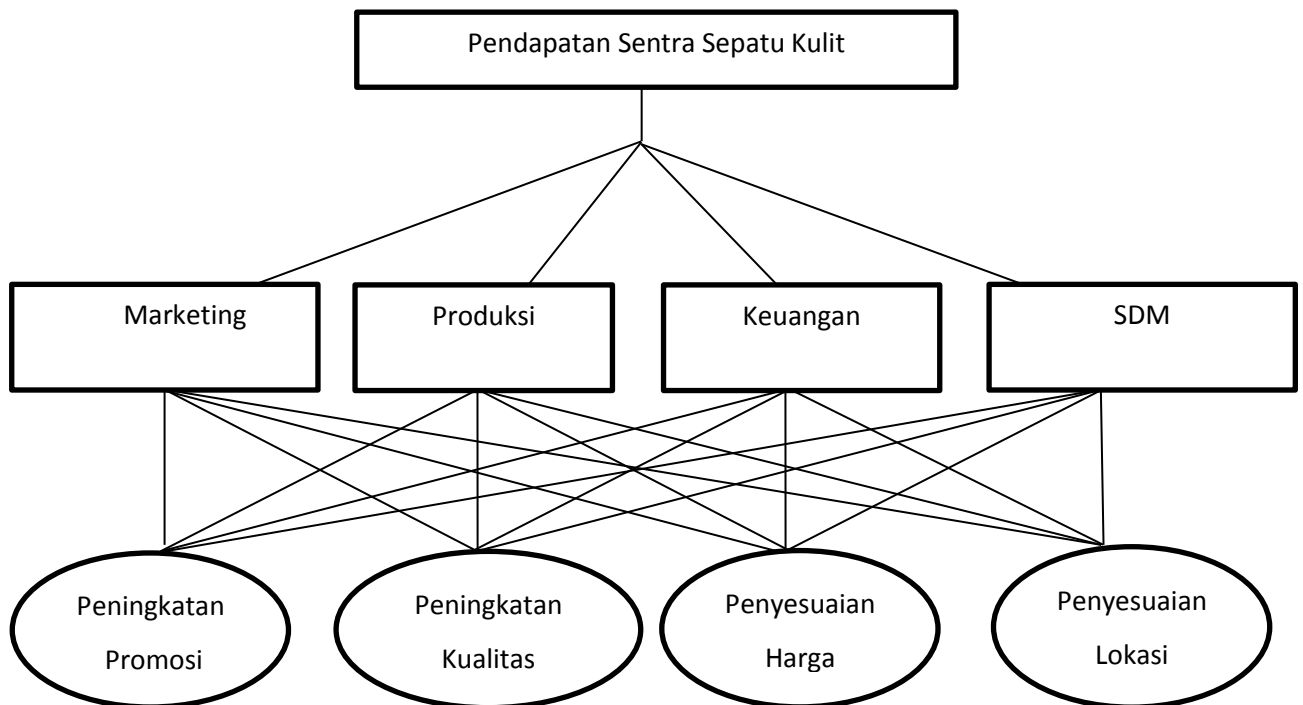 Pendapatan Sentra Sepatu Kulit
Marketing
Produksi
Keuangan
SDM
Peningkatan
Promosi
Peningkatan
Kualitas
Penyesuaian
Harga
Penyesuaian
Lokasi